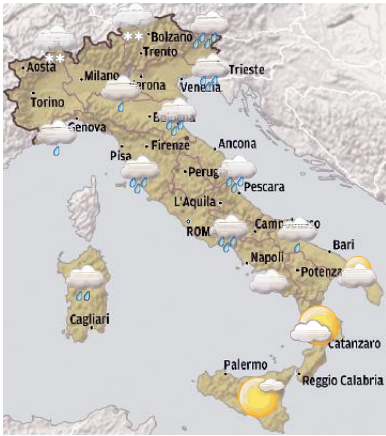 Bolzano
Trento
Aosta
Milano
Verona
Trieste
Venezia
Torino
Genova
Bologna
Pisa
Firenze
Ancona
Perugia
Pescara
L'Aquila
ROMA
Campobasso
Bari
Napoli
Potenza
Cagliari
Catanzaro
Palermo
Reggio Calabria